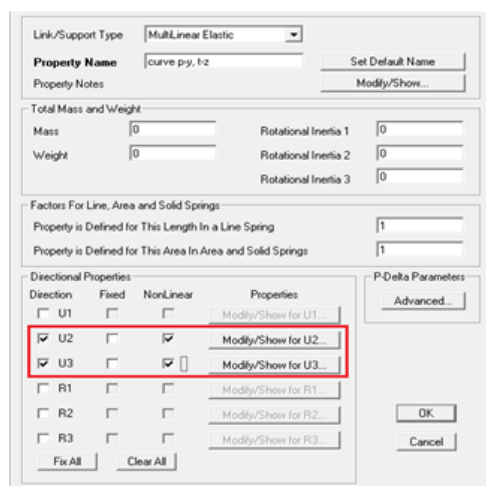 Link/Support Type MultiLinear Elastic
Property Name curve p-y, t-z Set Default Name
Property Notes Modify/Show...
Total Mass and Weight
Mass 0 Rotational Inertia 1 0
Weight 0 Rotational Inertia 2 0
Rotational Inertia 3 0
Factors For Line, Area and Solid Springs
Property is Defined for This Length In a Line Spring 1
Property is Defined for This Area In Area and Solid Springs 1
Directional Properties P-Delta Parameters
Direction Fixed NonLinear Properties Advanced...
U1 Modify/Show for U1...
U2 Modify/Show for U2...
U3 Modify/Show for U3...
R1 Modify/Show for R1...
R2 Modify/Show for R2... OK
R3 Modify/Show for R3... Cancel
Fix All Clear All